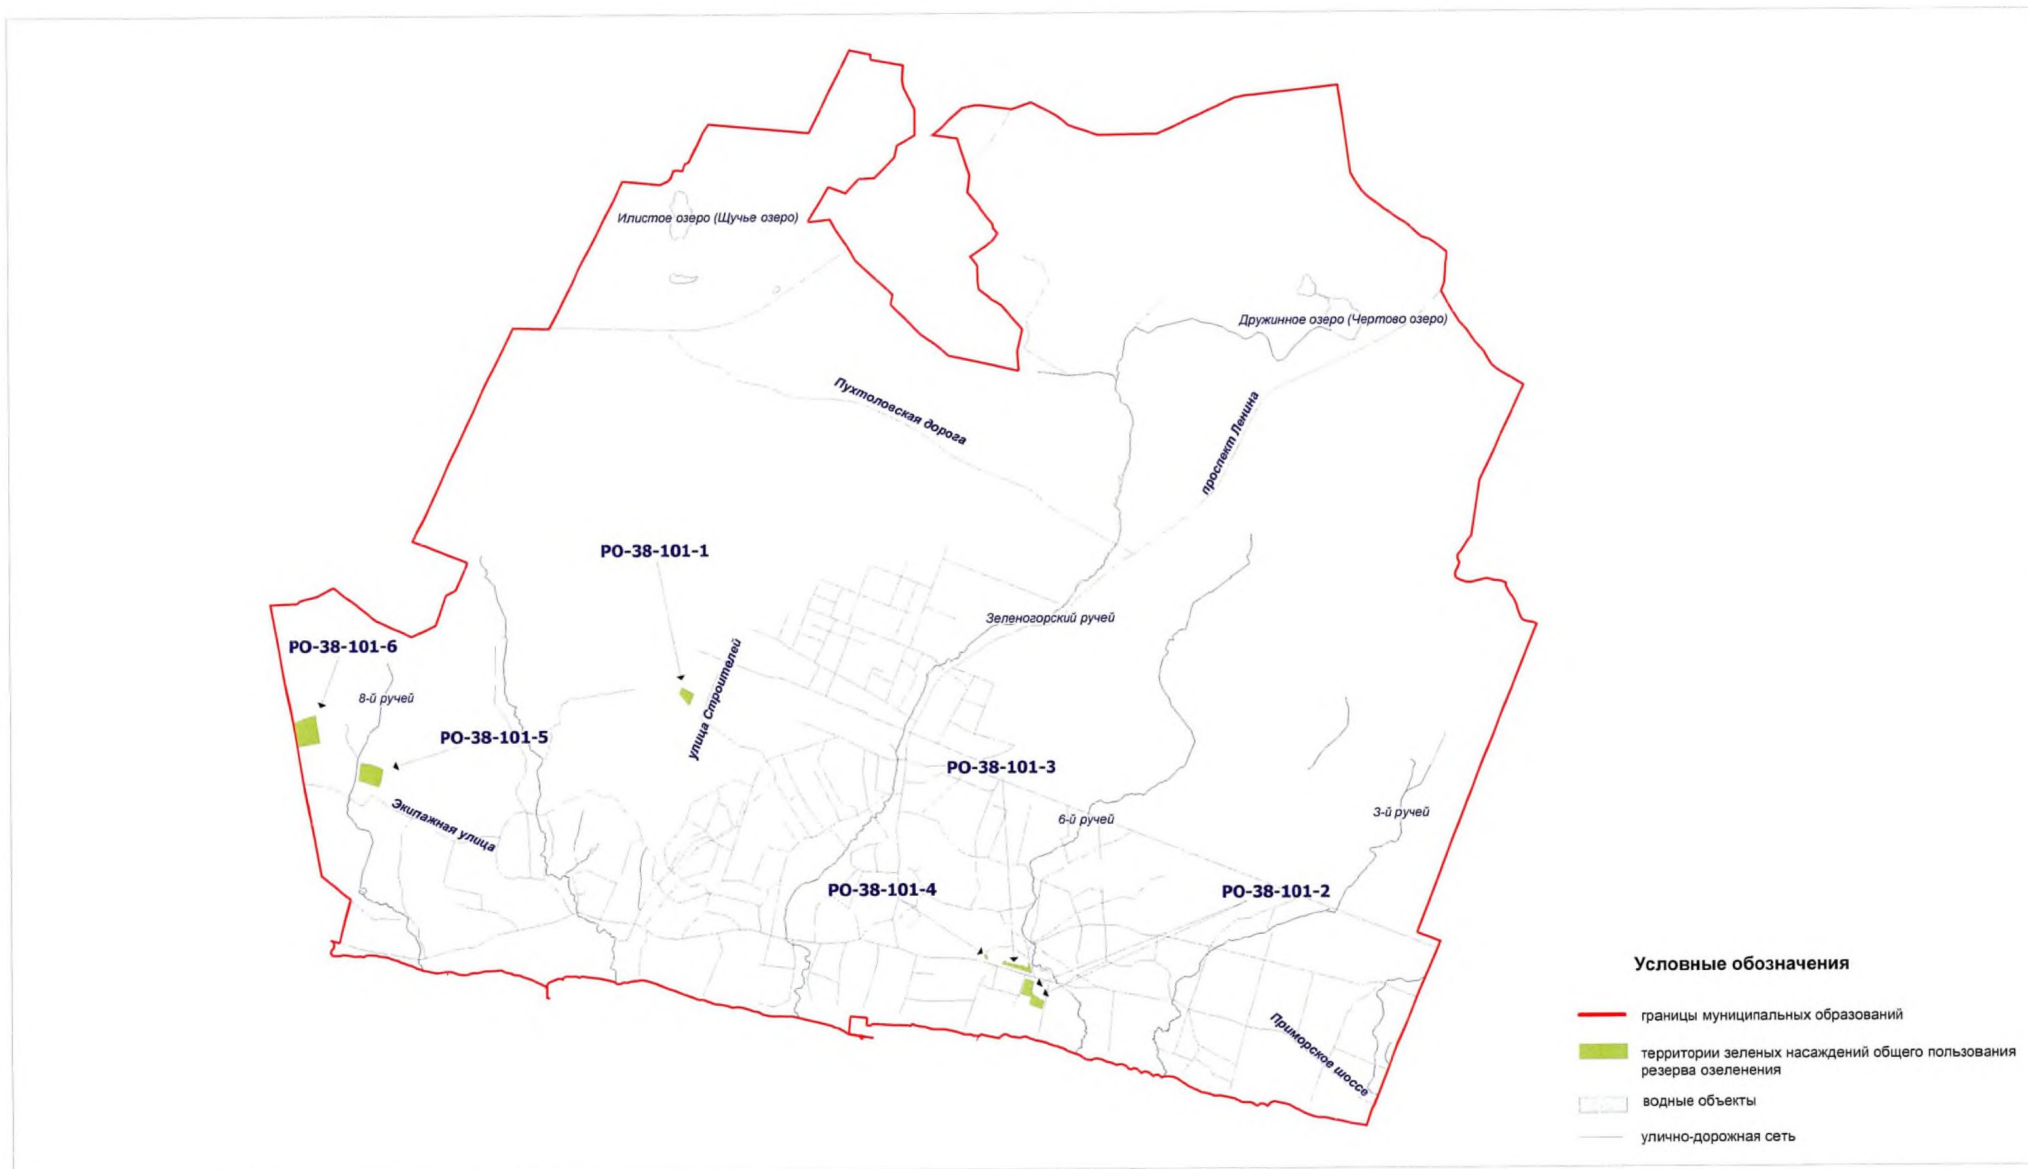 Илистое озеро (Щучье озеро)
Дружинное озеро (Чертово озеро)
Пухтоловская дорога
проспект Ленина
РО-38-101-1
Зеленогорский ручей
РО-38-101-6
8-й ручей
улица Строителей
РО-38-101-5
РО-38-101-3
Экипажная улица
6-й ручей
3-й ручей
РО-38-101-4
РО-38-101-2
Приморское шоссе
Условные обозначения
границы муниципальных образований
территории зеленых насаждений общего пользования
резерва озеленения
водные объекты
улично-дорожная сеть